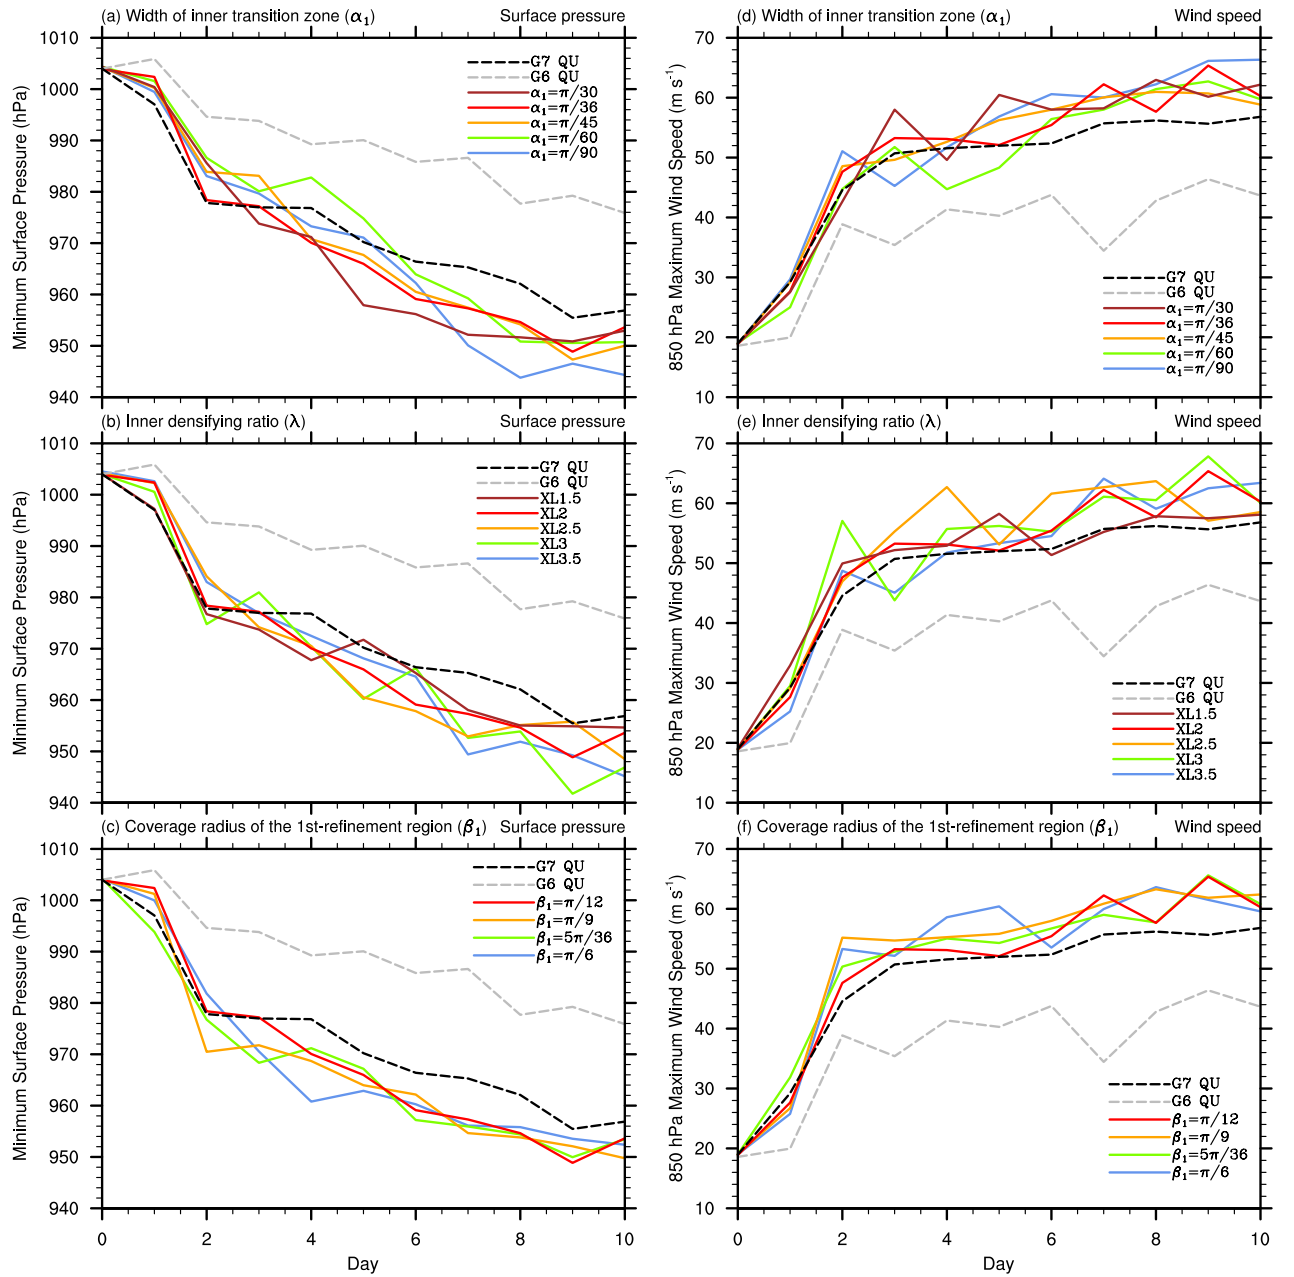 (a) Width of inner transition zone (α₁) Surface pressure
1010
1000
990
980
970
960
950
940
Minimum Surface Pressure (hPa)
G7 QU
G6 QU
α₁=π/30
α₁=π/36
α₁=π/45
α₁=π/60
α₁=π/90
(d) Width of inner transition zone (α₁) Wind speed
70
60
50
40
30
20
10
850 hPa Maximum Wind Speed (m s⁻¹)
G7 QU
G6 QU
α₁=π/30
α₁=π/36
α₁=π/45
α₁=π/60
α₁=π/90
(b) Inner densifying ratio (λ) Surface pressure
1010
1000
990
980
970
960
950
940
Minimum Surface Pressure (hPa)
G7 QU
G6 QU
XL1.5
XL2
XL2.5
XL3
XL3.5
(e) Inner densifying ratio (λ) Wind speed
70
60
50
40
30
20
10
850 hPa Maximum Wind Speed (m s⁻¹)
G7 QU
G6 QU
XL1.5
XL2
XL2.5
XL3
XL3.5
(c) Coverage radius of the 1st-refinement region (β₁) Surface pressure
1010
1000
990
980
970
960
950
940
Minimum Surface Pressure (hPa)
G7 QU
G6 QU
β₁=π/12
β₁=π/9
β₁=5π/36
β₁=π/6
0 2 4 6 8 10
Day
(f) Coverage radius of the 1st-refinement region (β₁) Wind speed
70
60
50
40
30
20
10
850 hPa Maximum Wind Speed (m s⁻¹)
G7 QU
G6 QU
β₁=π/12
β₁=π/9
β₁=5π/36
β₁=π/6
0 2 4 6 8 10
Day